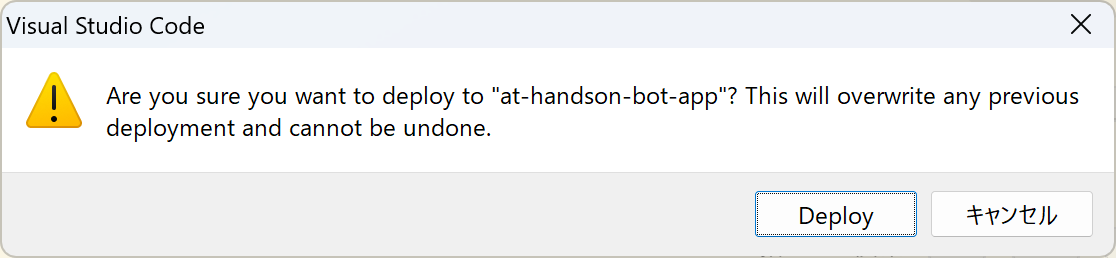 Visual Studio Code
Are you sure you want to deploy to "at-handson-bot-app"? This will overwrite any previous
deployment and cannot be undone.
Deploy
キャンセル